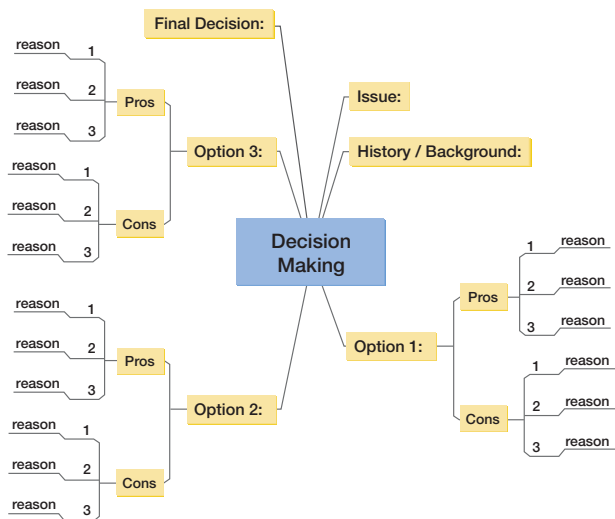 Final Decision:
Issue:
History / Background:
Decision
Making
Option 3:
Pros
1
reason
2
reason
3
reason
Cons
1
reason
2
reason
3
reason
Option 1:
Pros
1
reason
2
reason
3
reason
Cons
1
reason
2
reason
3
reason
Option 2:
Pros
1
reason
2
reason
3
reason
Cons
1
reason
2
reason
3
reason